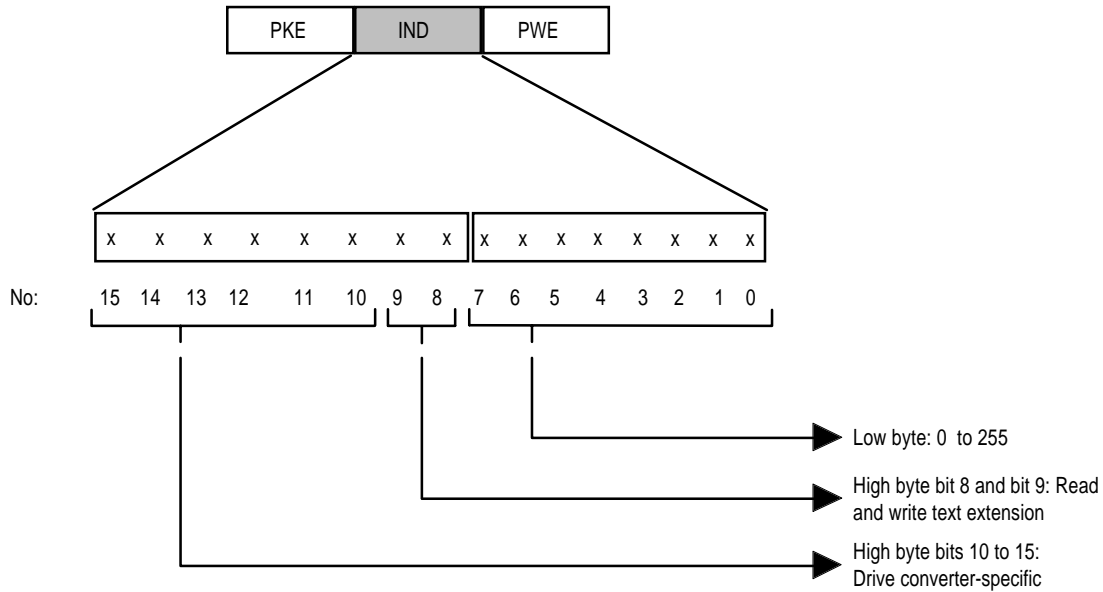 PKE IND PWE
x x x x x x x x x x x x x x x x
No: 15 14 13 12 11 10 9 8 7 6 5 4 3 2 1 0
Low byte: 0 to 255
High byte bit 8 and bit 9: Read
and write text extension
High byte bits 10 to 15:
Drive converter-specific